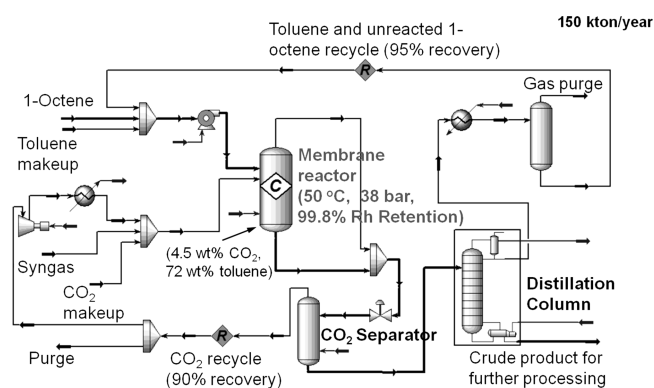 150 kton/year
Toluene and unreacted 1-
octene recycle (95% recovery)
R
Gas purge
1-Octene
Toluene
makeup
Membrane
reactor
(50 °C, 38 bar,
99.8% Rh Retention)
C
(4.5 wt% CO2,
72 wt% toluene)
Syngas
CO2
makeup
Distillation
Column
CO2 Separator
R
Purge
CO2 recycle
(90% recovery)
Crude product for
further processing